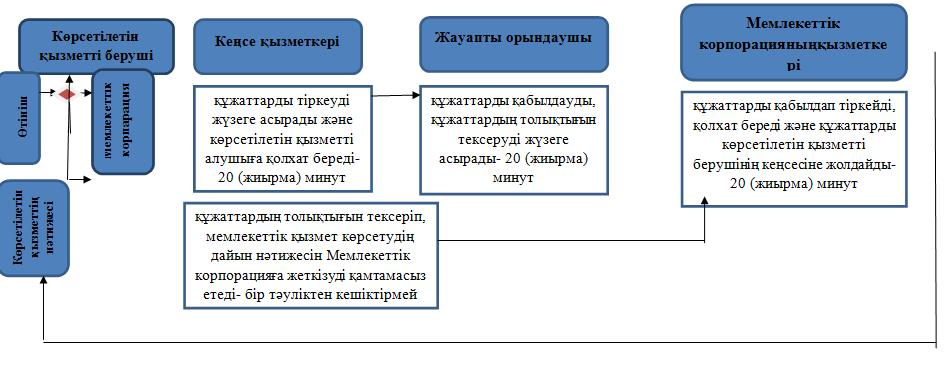 Көрсетілетін
қызметті беруші
Кеңсе қызметкері
Жауапты орындаушы
Мемлекеттік
корпорацияныңқызметке
рі
Өтініш
Мемлекеттік
корпарация
құжаттарды тіркеуді
жүзеге асырады және
көрсетілетін қызметті
алушыға қолхат береді-
20 (жиырма) минут
құжаттарды қабылдауды,
құжаттардың толықтығын
тексеруді жүзеге
асырады- 20 (жиырма)
минут
құжаттарды қабылдап тіркейді,
қолхат береді және құжаттарды
көрсетілетін қызметті
берушінің кеңсесіне жолдайды-
20 (жиырма) минут
Көрсетілетін
қызметтің
нәтижесі
құжаттардың толықтығын тексеріп,
мемлекеттік қызмет көрсетудің
дайын нәтижесін Мемлекеттік
корпорацияға жеткізуді қамтамасыз
етеді- бір тәуліктен кешіктірмей